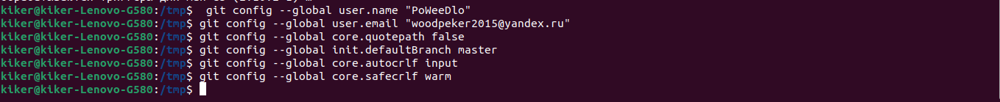 kiker@kiker-Lenovo-G580:/tmp$  git config --global user.name "PoWeeDlo"
kiker@kiker-Lenovo-G580:/tmp$ git config --global user.email "woodpeker2015@yandex.ru"
kiker@kiker-Lenovo-G580:/tmp$ git config --global core.quotepath false
kiker@kiker-Lenovo-G580:/tmp$ git config --global init.defaultBranch master
kiker@kiker-Lenovo-G580:/tmp$ git config --global core.autocrlf input
kiker@kiker-Lenovo-G580:/tmp$ git config --global core.safecrlf warm
kiker@kiker-Lenovo-G580:/tmp$